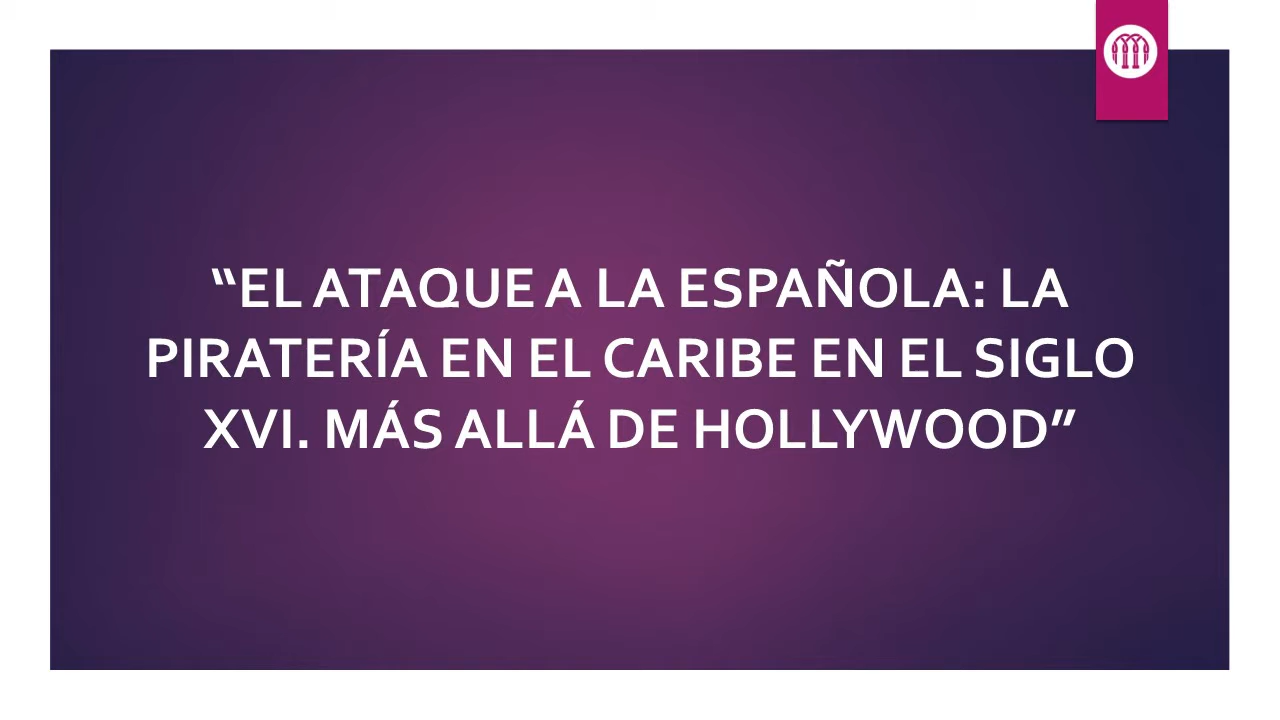 “EL ATAQUE A LA ESPAÑOLA: LA
PIRATERÍA EN EL CARIBE EN EL SIGLO
XVI. MÁS ALLÁ DE HOLLYWOOD”